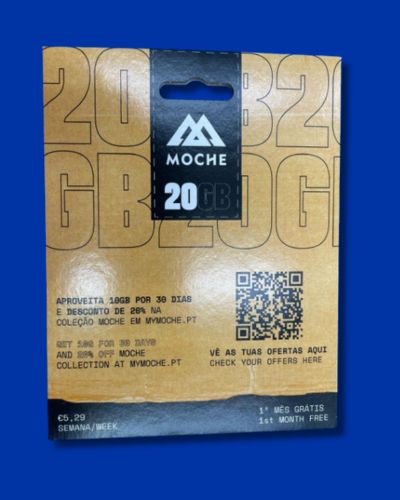 20GB20
GB20GB
MOCHE
20GB
APROVEITA 10GB POR 30 DIAS
E DESCONTO DE 20% NA
COLEÇÃO MOCHE EM MYMOCHE.PT
GET 10G FOR 30 DAYS
AND 20% OFF MOCHE
COLLECTION AT MYMOCHE.PT
VÊ AS TUAS OFERTAS AQUI
CHECK YOUR OFFERS HERE
€5,29
SEMANA/WEEK
1º MÊS GRÁTIS
1st MONTH FREE